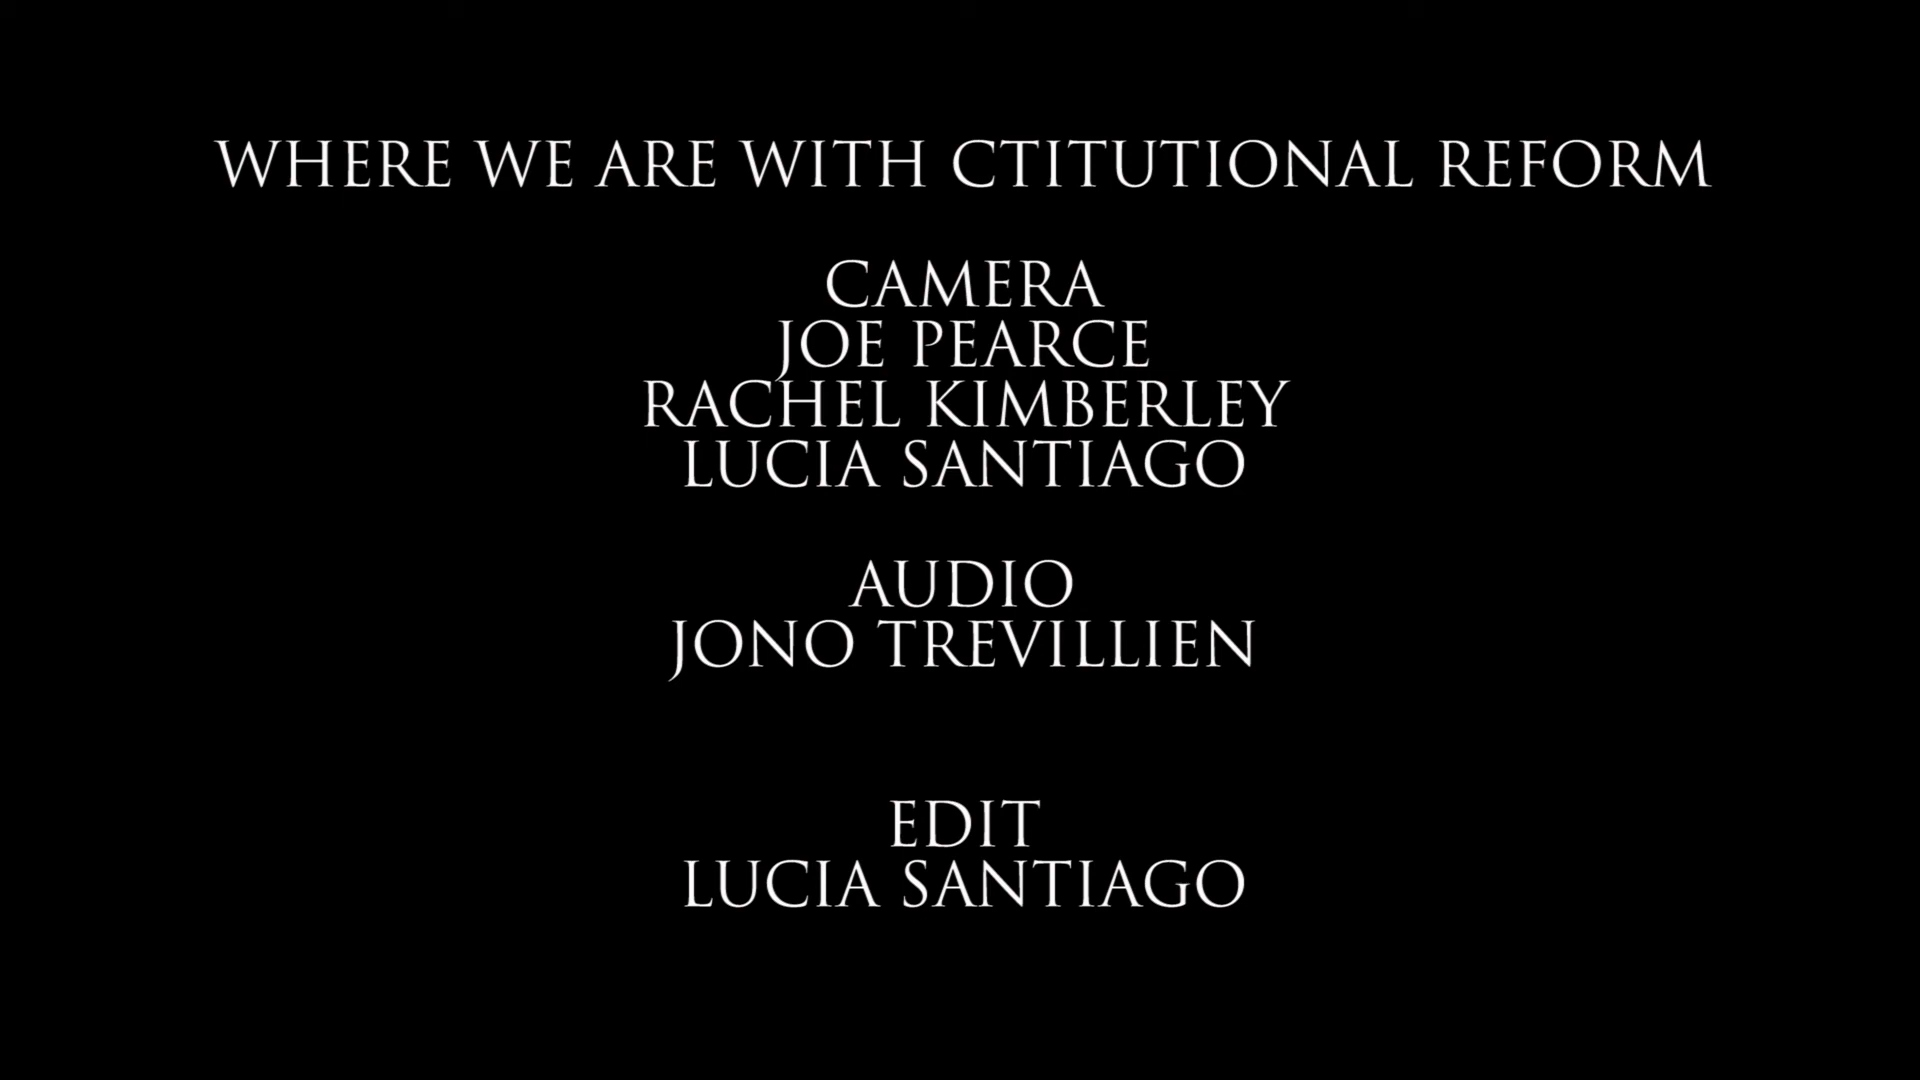 WHERE WE ARE WITH CTITUTIONAL REFORM
CAMERA
JOE PEARCE
RACHEL KIMBERLEY
LUCIA SANTIAGO
AUDIO
JONO TREVILLIEN
EDIT
LUCIA SANTIAGO